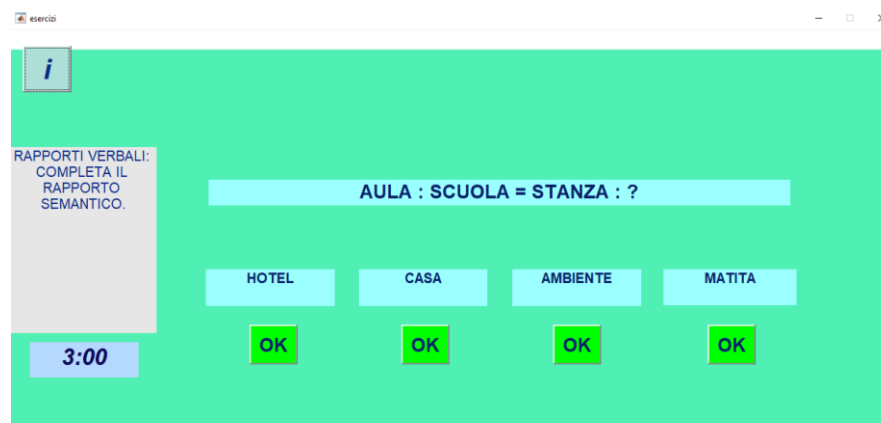 esercizi
i
RAPPORTI VERBALI:
COMPLETA IL
RAPPORTO
SEMANTICO.
AULA : SCUOLA = STANZA : ?
HOTEL
CASA
AMBIENTE
MATITA
OK
OK
OK
OK
3:00